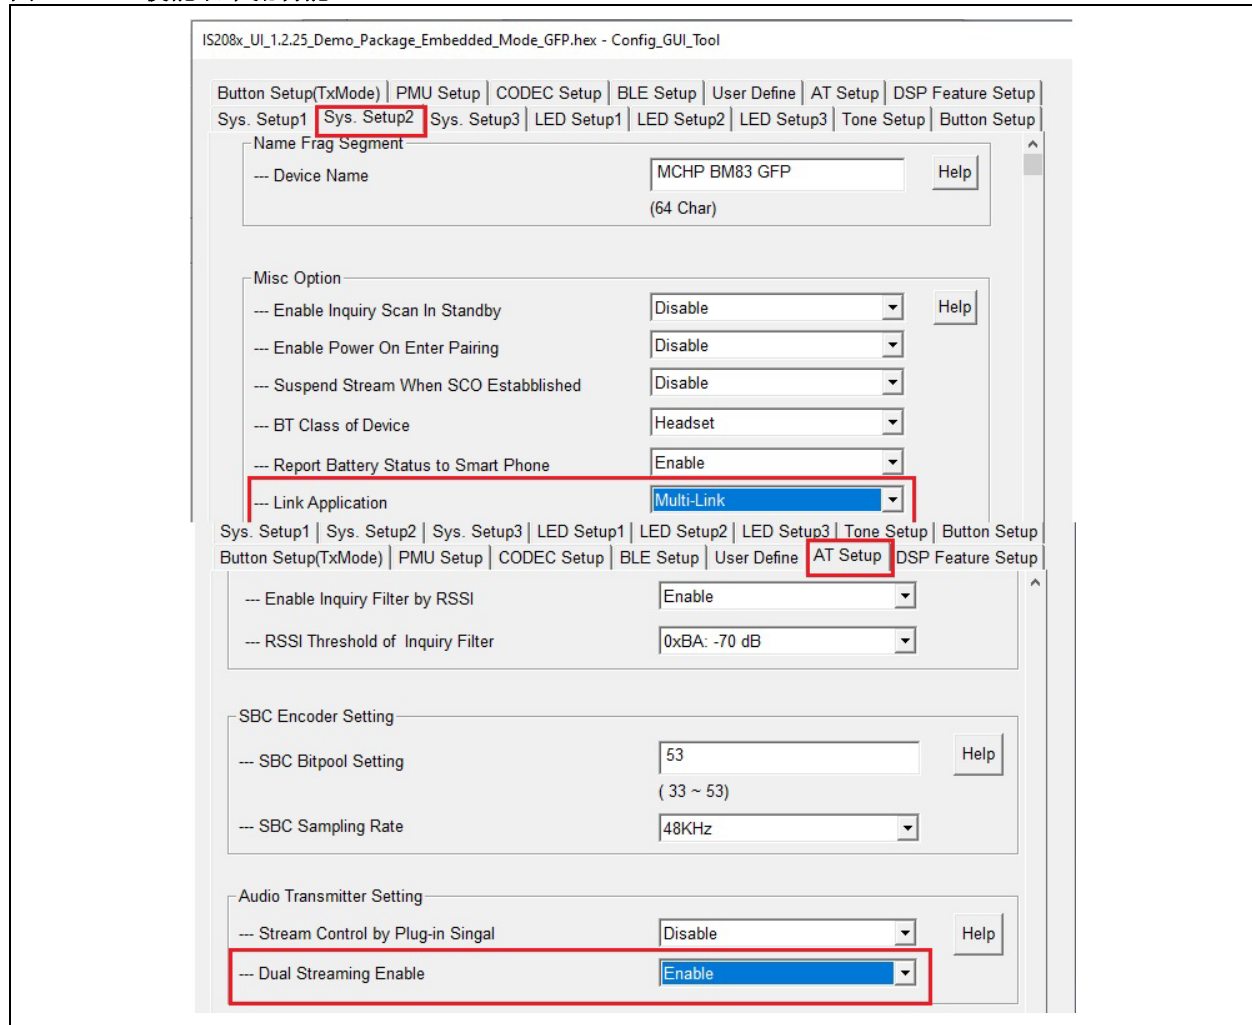 IS208x_UI_1.2.25_Demo_Package_Embedded_Mode_GFP.hex - Config_GUI_Tool
Button Setup(TxMode) PMU Setup CODEC Setup BLE Setup User Define AT Setup DSP Feature Setup
Sys. Setup1 Sys. Setup2 Sys. Setup3 LED Setup1 LED Setup2 LED Setup3 Tone Setup Button Setup
Name Frag Segment
--- Device Name MCHP BM83 GFP Help
(64 Char)
Misc Option
--- Enable Inquiry Scan In Standby Disable Help
--- Enable Power On Enter Pairing Disable
--- Suspend Stream When SCO Estabblished Disable
--- BT Class of Device Headset
--- Report Battery Status to Smart Phone Enable
--- Link Application Multi-Link
Sys. Setup1 Sys. Setup2 Sys. Setup3 LED Setup1 LED Setup2 LED Setup3 Tone Setup Button Setup
Button Setup(TxMode) PMU Setup CODEC Setup BLE Setup User Define AT Setup DSP Feature Setup
--- Enable Inquiry Filter by RSSI Enable
--- RSSI Threshold of Inquiry Filter 0xBA: -70 dB
SBC Encoder Setting
--- SBC Bitpool Setting 53 Help
( 33 ~ 53)
--- SBC Sampling Rate 48KHz
Audio Transmitter Setting
--- Stream Control by Plug-in Singal Disable Help
--- Dual Streaming Enable Enable